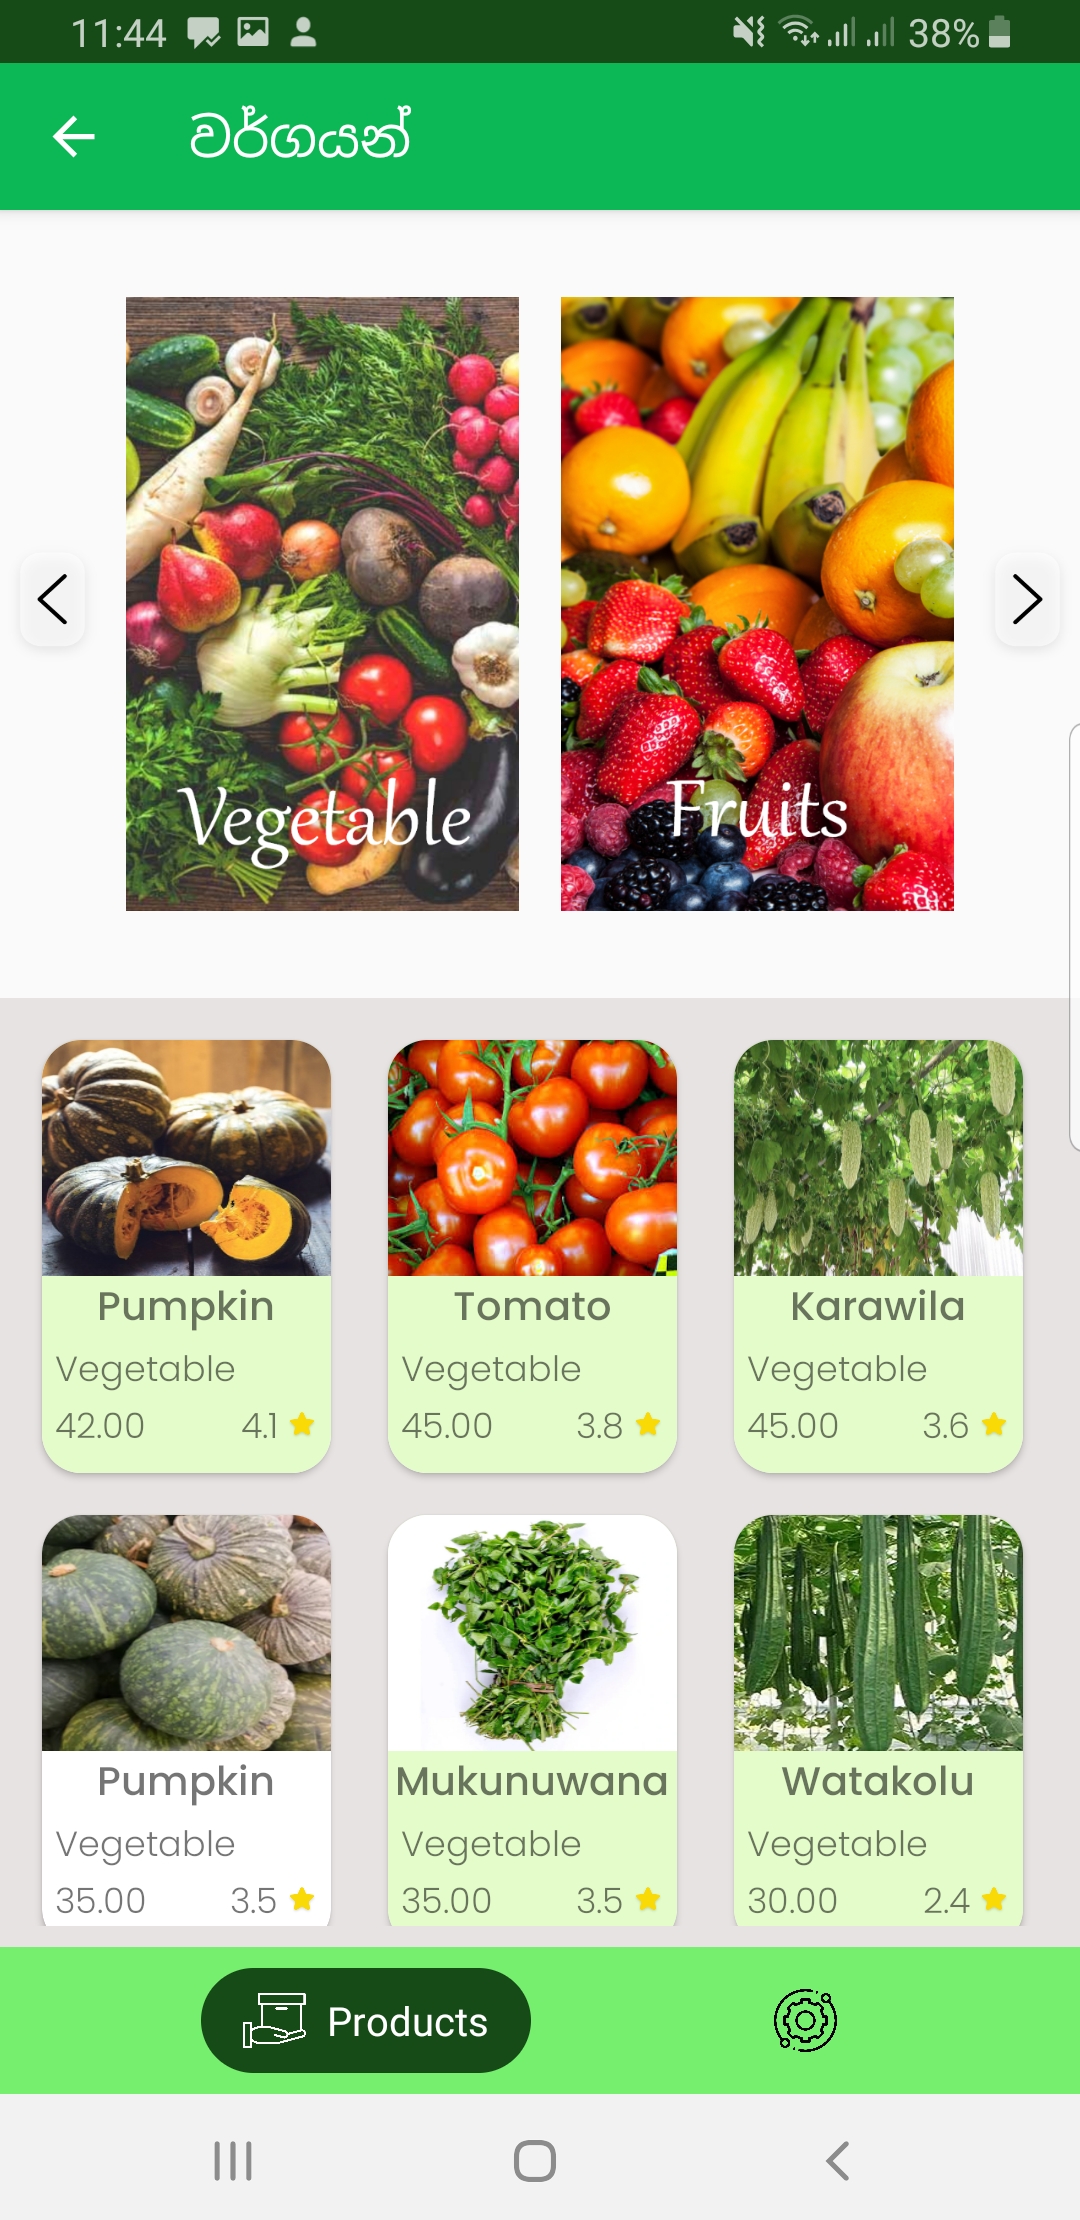 11:44 38%
වර්ගයන්
Vegetable Fruits
Pumpkin Tomato Karawila
Vegetable Vegetable Vegetable
42.00 4.1 45.00 3.8 45.00 3.6
Pumpkin Mukunuwana Watakolu
Vegetable Vegetable Vegetable
35.00 3.5 35.00 3.5 30.00 2.4
Products